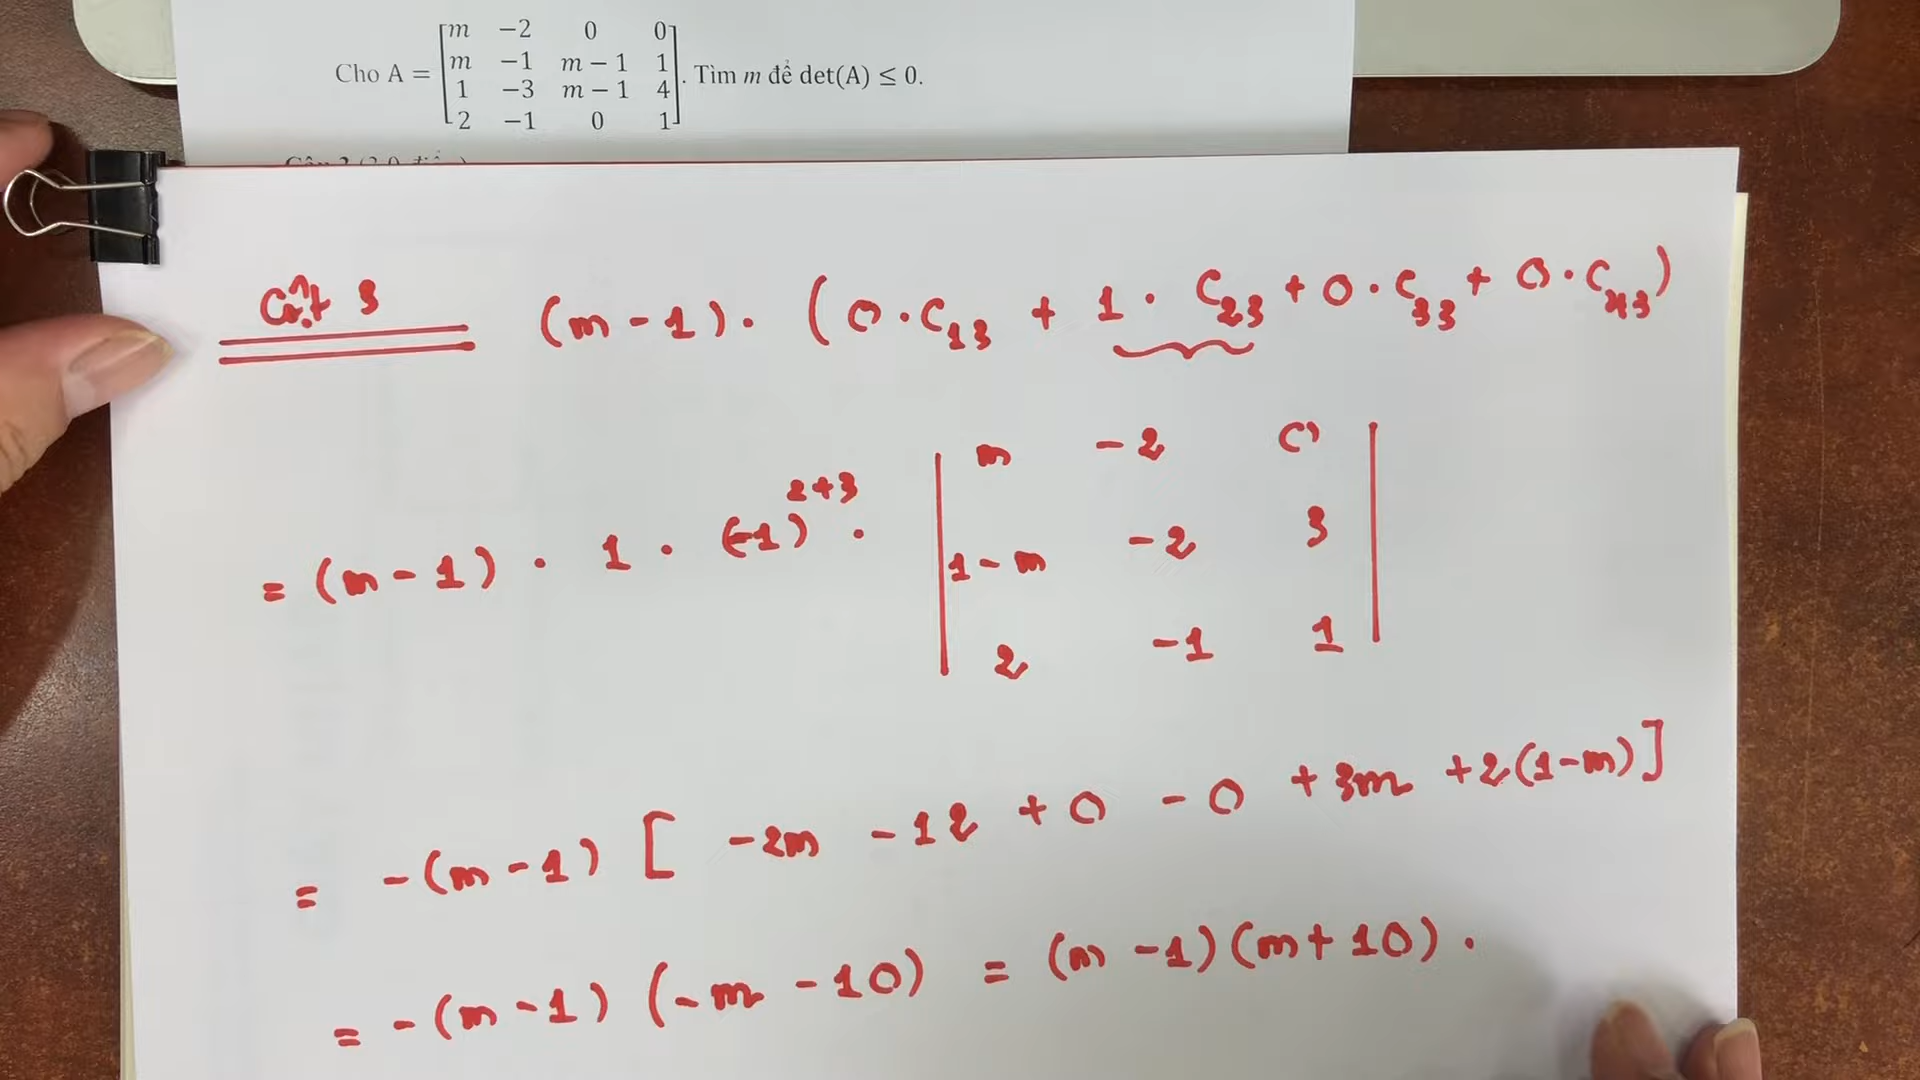 Cho A = [m −2 0 0
m −1 m − 1 1
1 −3 m − 1 4
2 −1 0 1]. Tìm m để det(A) ≤ 0.
Cột 3 (m - 1) · (0 · C13 + 1 · C23 + 0 · C33 + 0 · C43)
= (m - 1) · 1 · (-1)^2+3 · | m -2 0
1 - m -2 3
2 -1 1 |
= -(m - 1) [ -2m - 12 + 0 - 0 + 3m + 2(1-m) ]
= -(m - 1) (-m - 10) = (m - 1)(m + 10) .